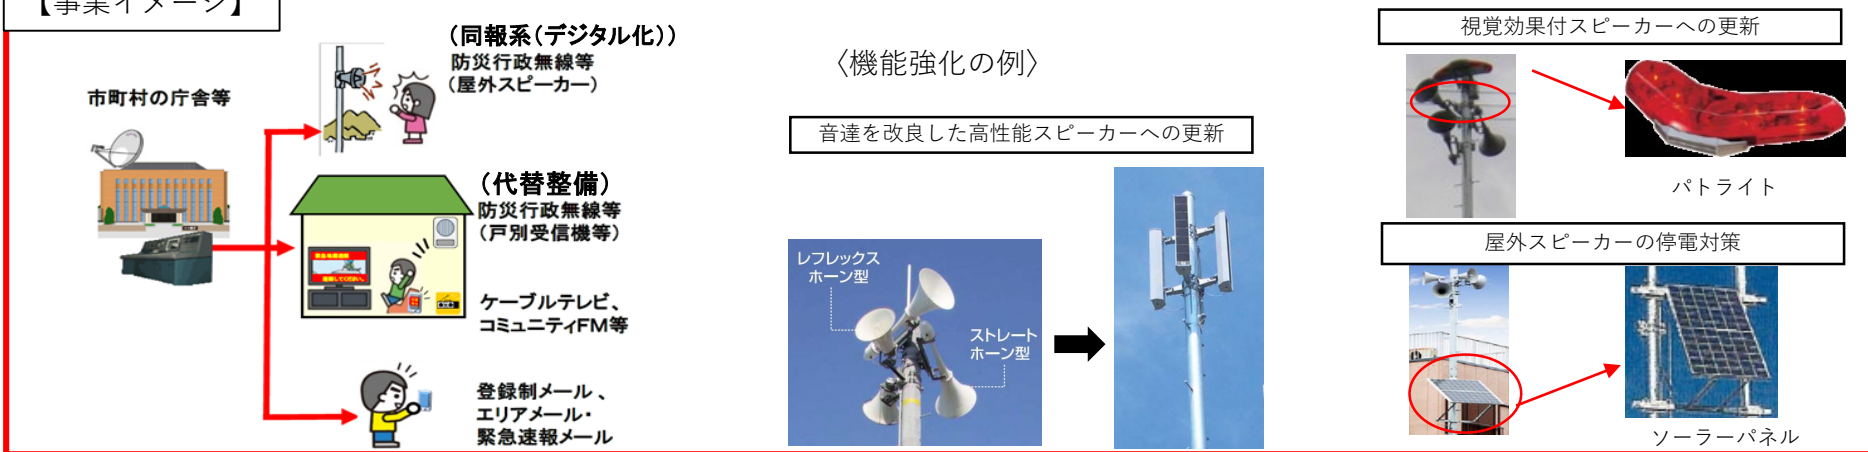 【事業イメージ】
市町村の庁舎等
(同報系(デジタル化))
防災行政無線等
(屋外スピーカー)
(代替整備)
防災行政無線等
(戸別受信機等)
ケーブルテレビ、
コミュニティFM等
登録制メール、
エリアメール・
緊急速報メール
〈機能強化の例〉
音達を改良した高性能スピーカーへの更新
レフレックス
ホーン型
ストレート
ホーン型
視覚効果付スピーカーへの更新
パトライト
屋外スピーカーの停電対策
ソーラーパネル